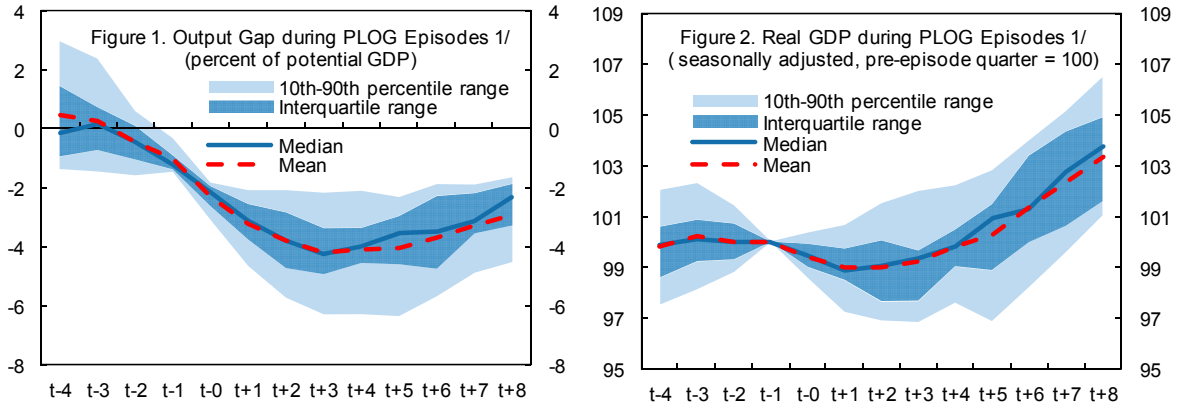 Figure 1. Output Gap during PLOG Episodes 1/
(percent of potential GDP)
10th-90th percentile range
Interquartile range
Median
Mean
4 4
2 2
0 0
-2 -2
-4 -4
-6 -6
-8 -8
t-4 t-3 t-2 t-1 t-0 t+1 t+2 t+3 t+4 t+5 t+6 t+7 t+8
Figure 2. Real GDP during PLOG Episodes 1/
( seasonally adjusted, pre-episode quarter = 100)
10th-90th percentile range
Interquartile range
Median
Mean
109 109
107 107
105 105
103 103
101 101
99 99
97 97
95 95
t-4 t-3 t-2 t-1 t-0 t+1 t+2 t+3 t+4 t+5 t+6 t+7 t+8